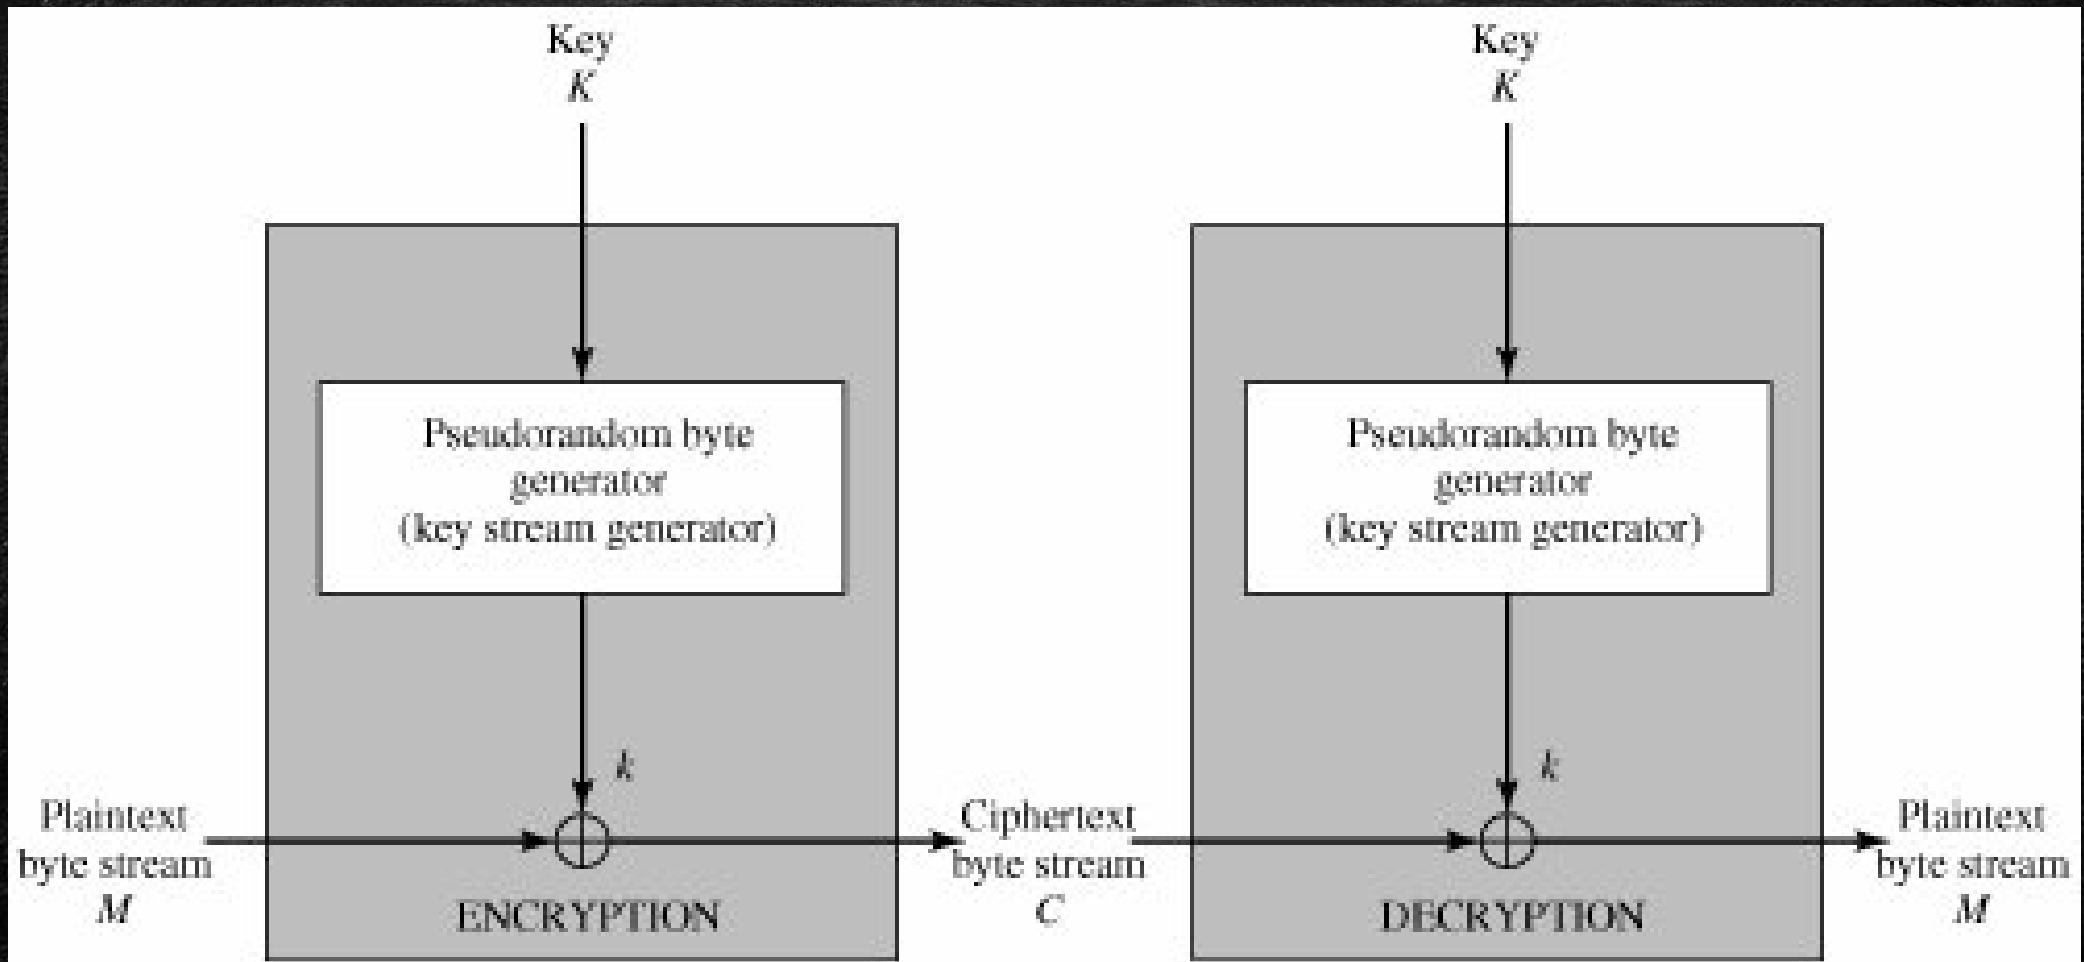 Key
K
Key
K
Pseudorandom byte
generator
(key stream generator)
Pseudorandom byte
generator
(key stream generator)
k
k
Plaintext
byte stream
M
Ciphertext
byte stream
C
Plaintext
byte stream
M
ENCRYPTION
DECRYPTION